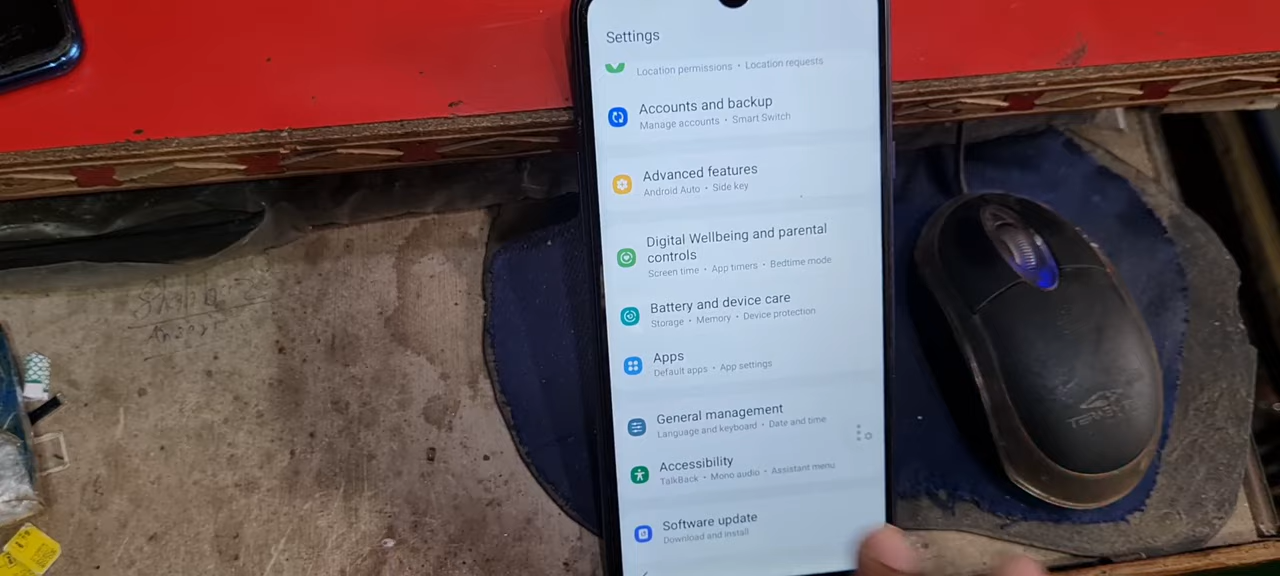 Settings
Location permissions • Location requests
Accounts and backup
Manage accounts • Smart Switch
Advanced features
Android Auto • Side key
Digital Wellbeing and parental
controls
Screen time • App timers • Bedtime mode
Battery and device care
Storage • Memory • Device protection
Apps
Default apps • App settings
General management
Language and keyboard • Date and time
Accessibility
TalkBack • Mono audio • Assistant menu
Software update
Download and install